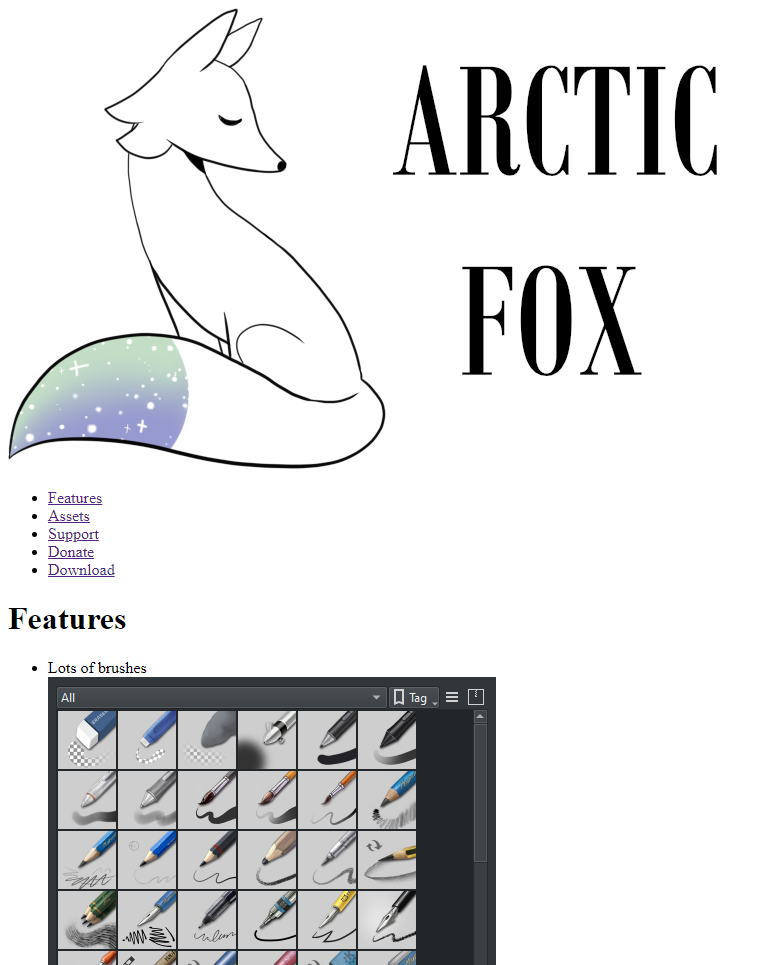 ARCTIC
FOX
Features
Assets
Support
Donate
Download
Features
Lots of brushes
All
Tag